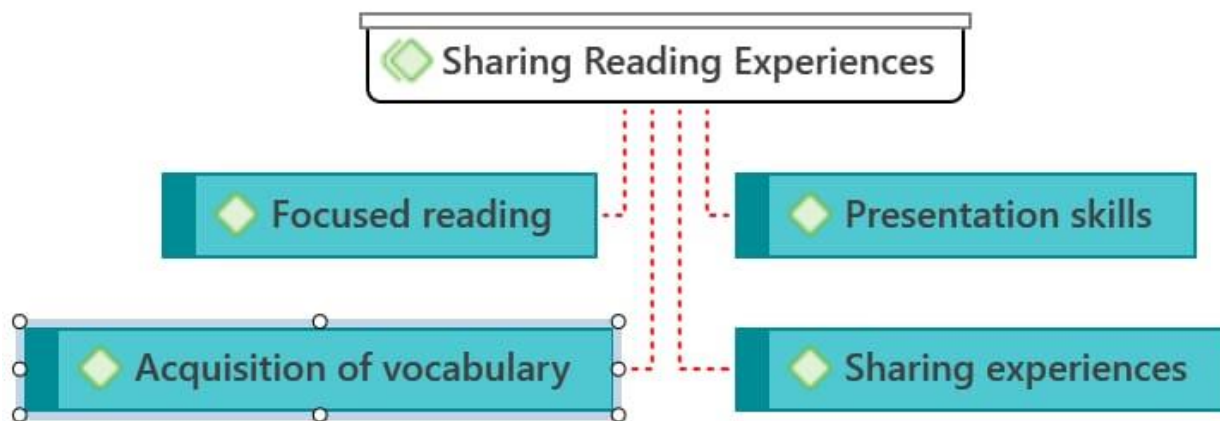 Sharing Reading Experiences
Focused reading
Presentation skills
Acquisition of vocabulary
Sharing experiences